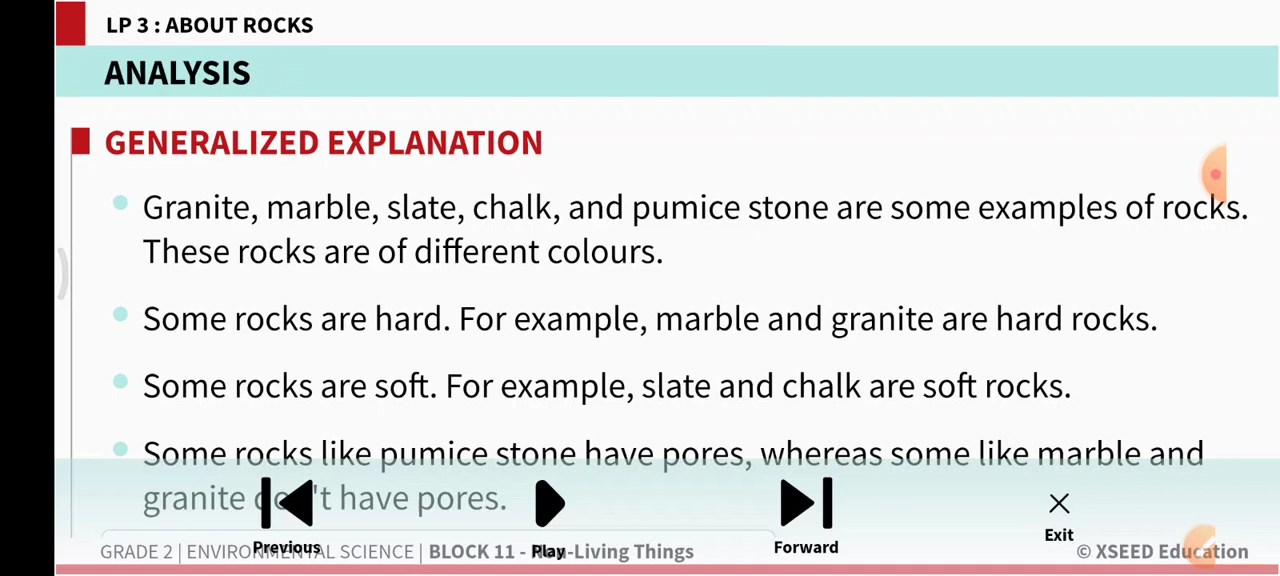 LP 3 : ABOUT ROCKS
ANALYSIS
GENERALIZED EXPLANATION
Granite, marble, slate, chalk, and pumice stone are some examples of rocks.
These rocks are of different colours.
Some rocks are hard. For example, marble and granite are hard rocks.
Some rocks are soft. For example, slate and chalk are soft rocks.
Some rocks like pumice stone have pores, whereas some like marble and
granite don't have pores.
Previous
Play
Forward
Exit
GRADE 2 | ENVIRONMENTAL SCIENCE | BLOCK 11 - Non-Living Things
© XSEED Education